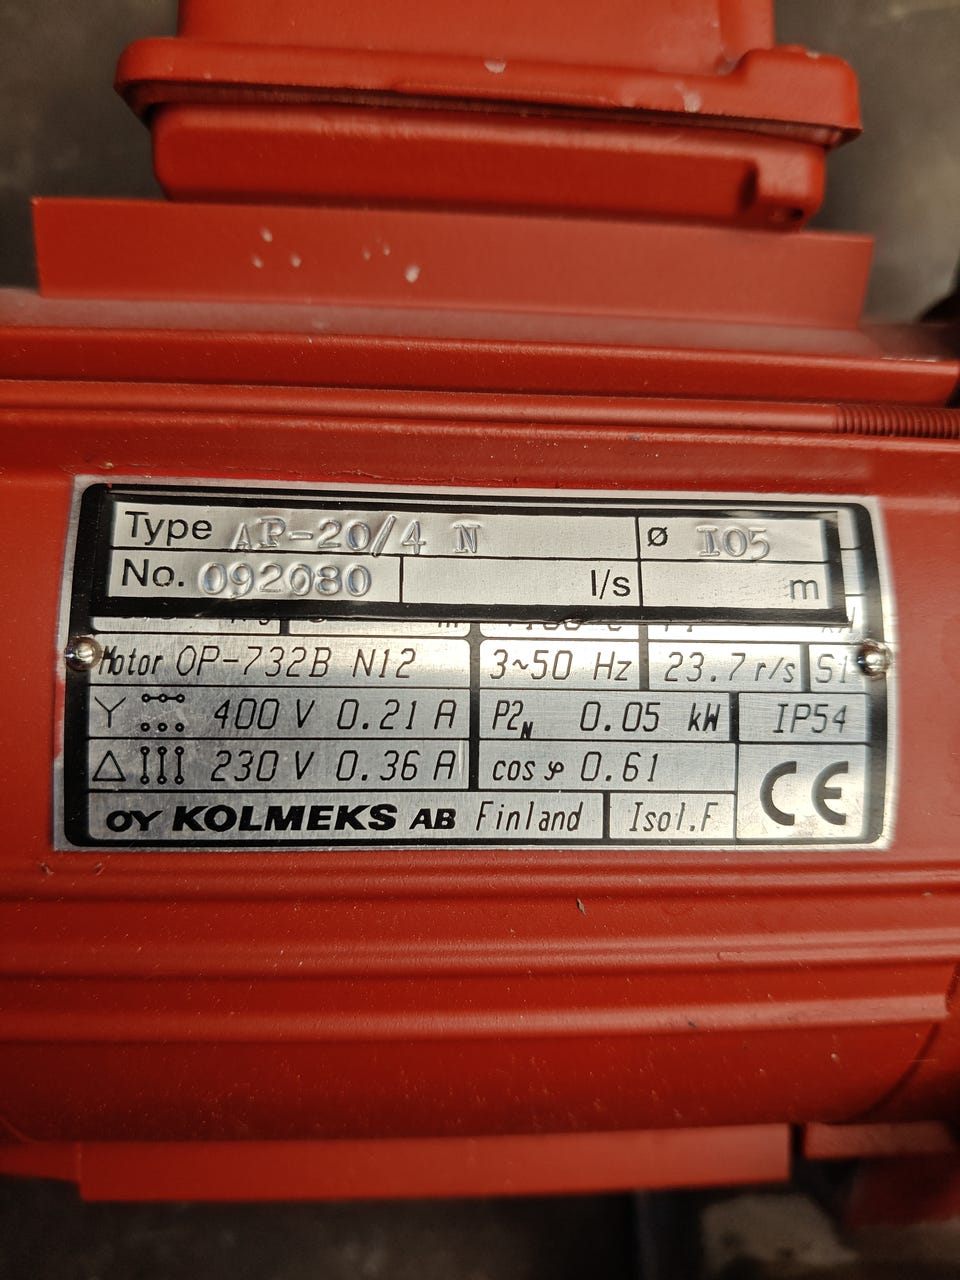 Type AP-20/4 N ø 105
No. 092080 l/s m
Motor OP-732B N12 3~50 Hz 23.7 r/s S1
Y 400 V 0.21 A P2N 0.05 kW IP54
△ 230 V 0.36 A cos φ 0.61 CE
OY KOLMEKS AB Finland Isol.F